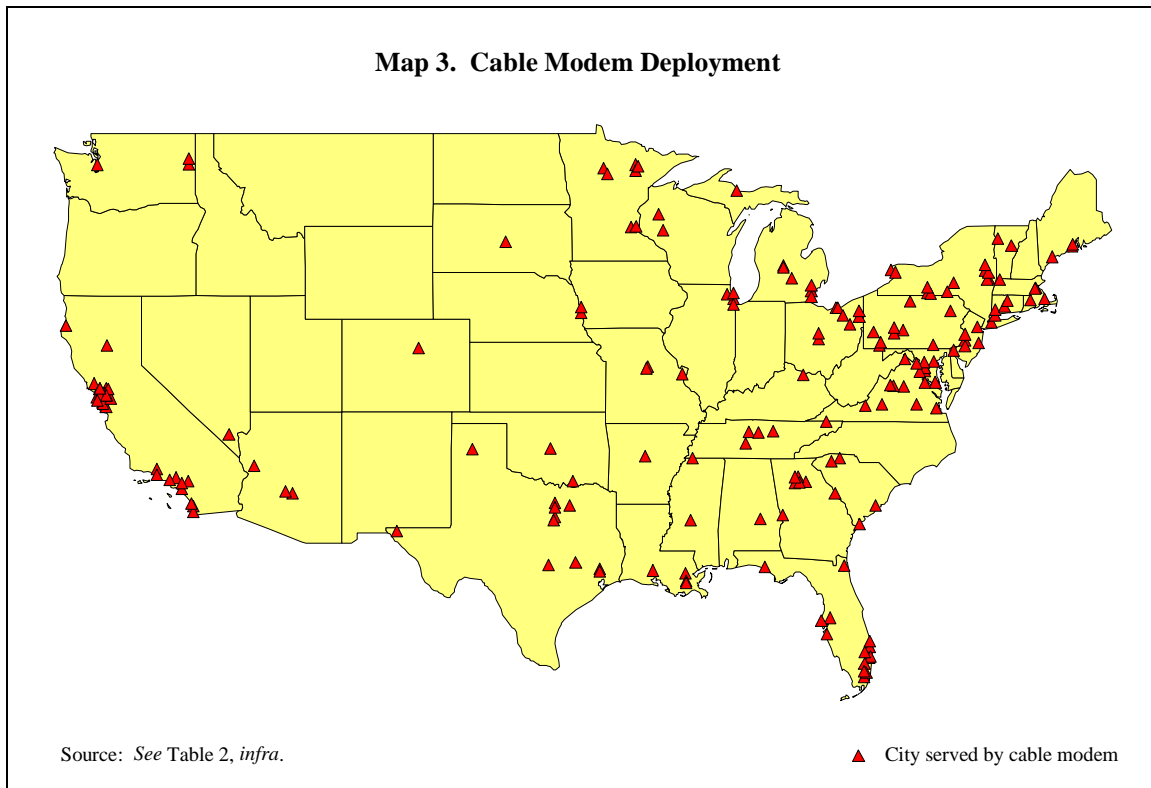 Map 3. Cable Modem Deployment
Source: See Table 2, infra.
City served by cable modem